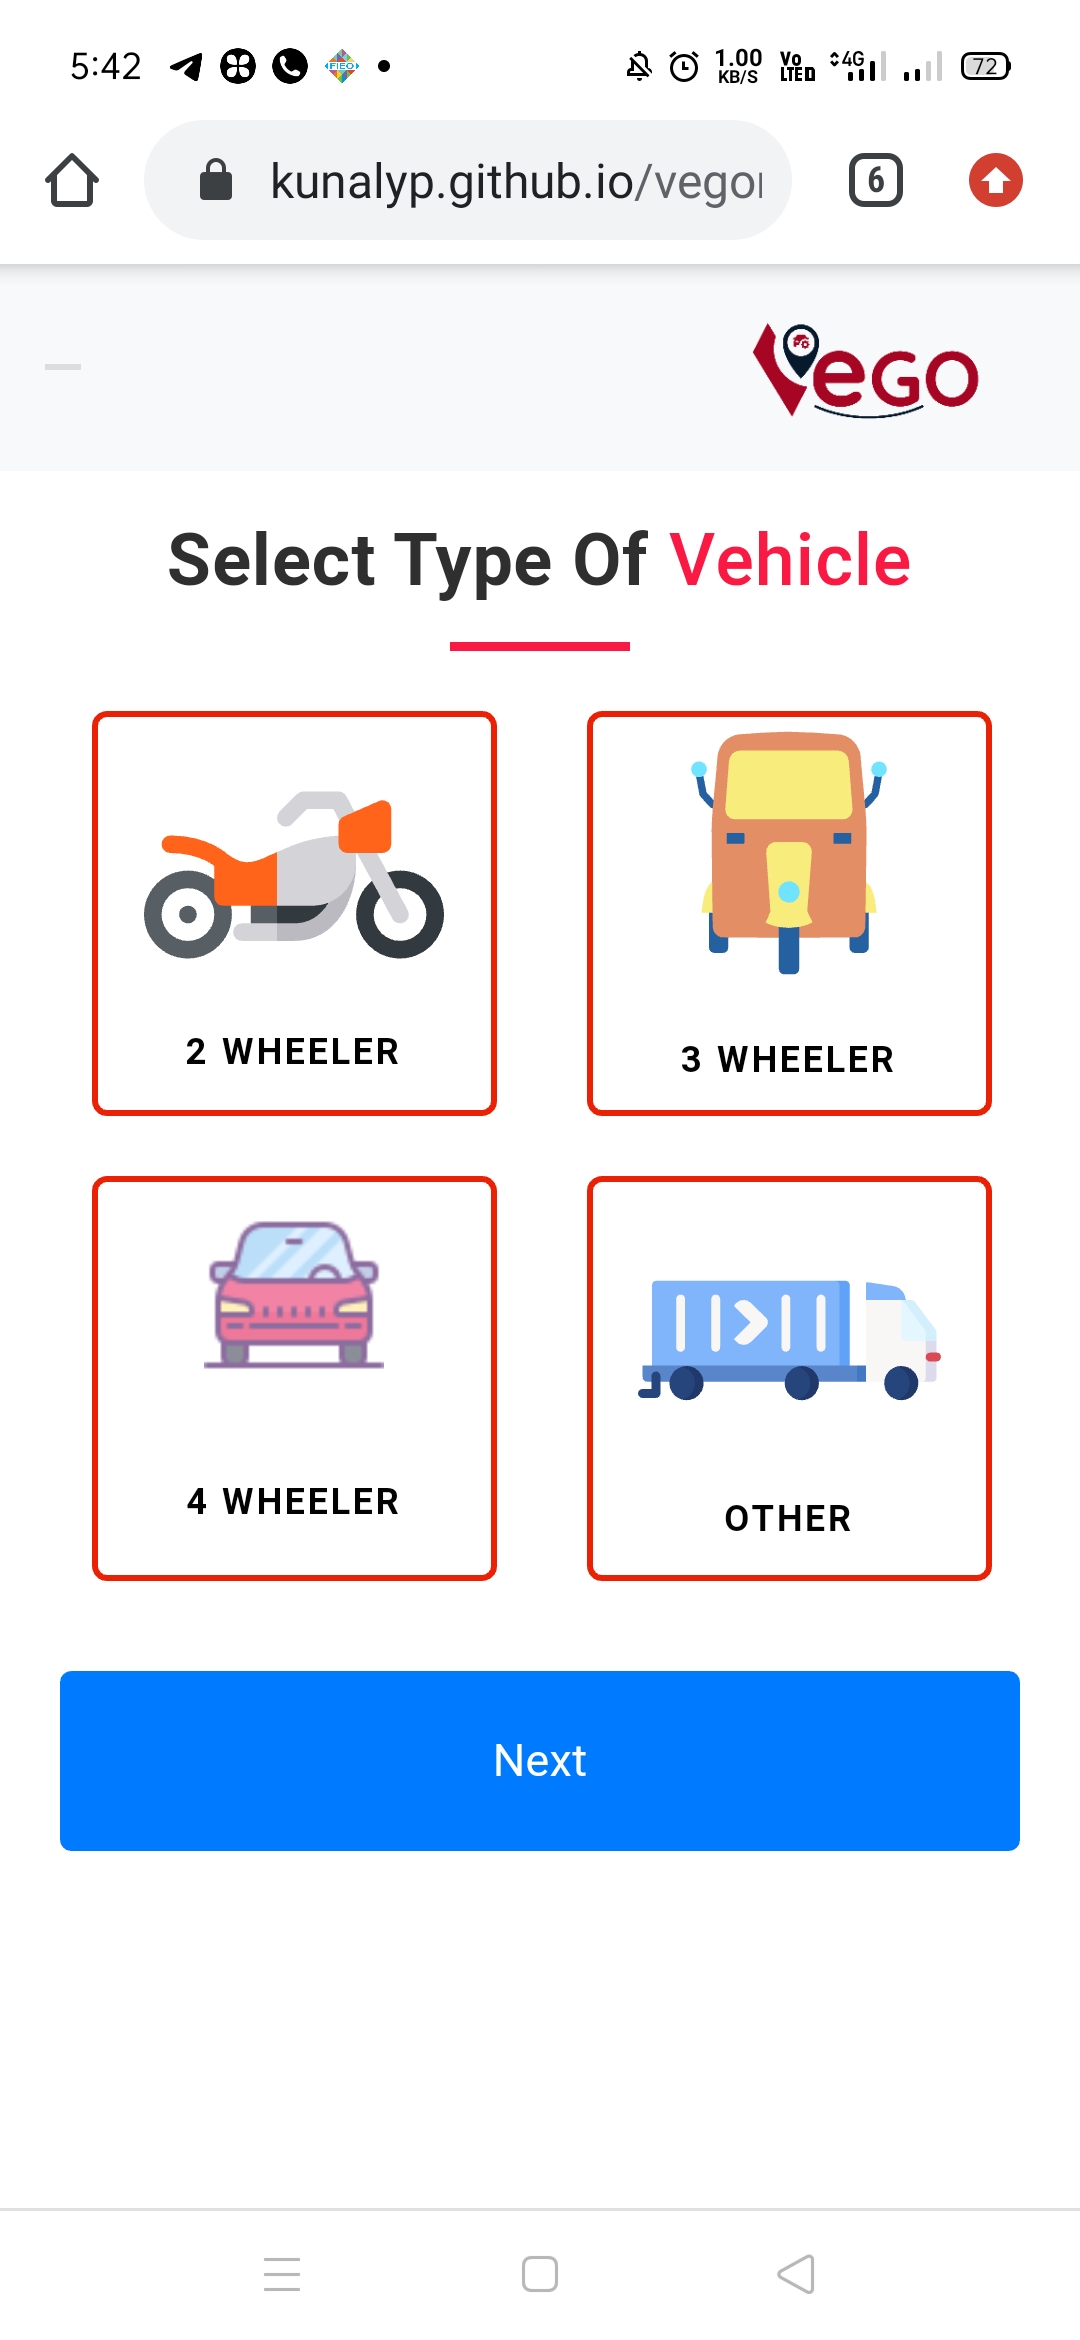 5:42 FIEO 1.00 KB/S Vo LTE D 4G 72
kunalyp.github.io/vego
6
Vego
Select Type Of Vehicle
2 WHEELER
3 WHEELER
4 WHEELER
OTHER
Next